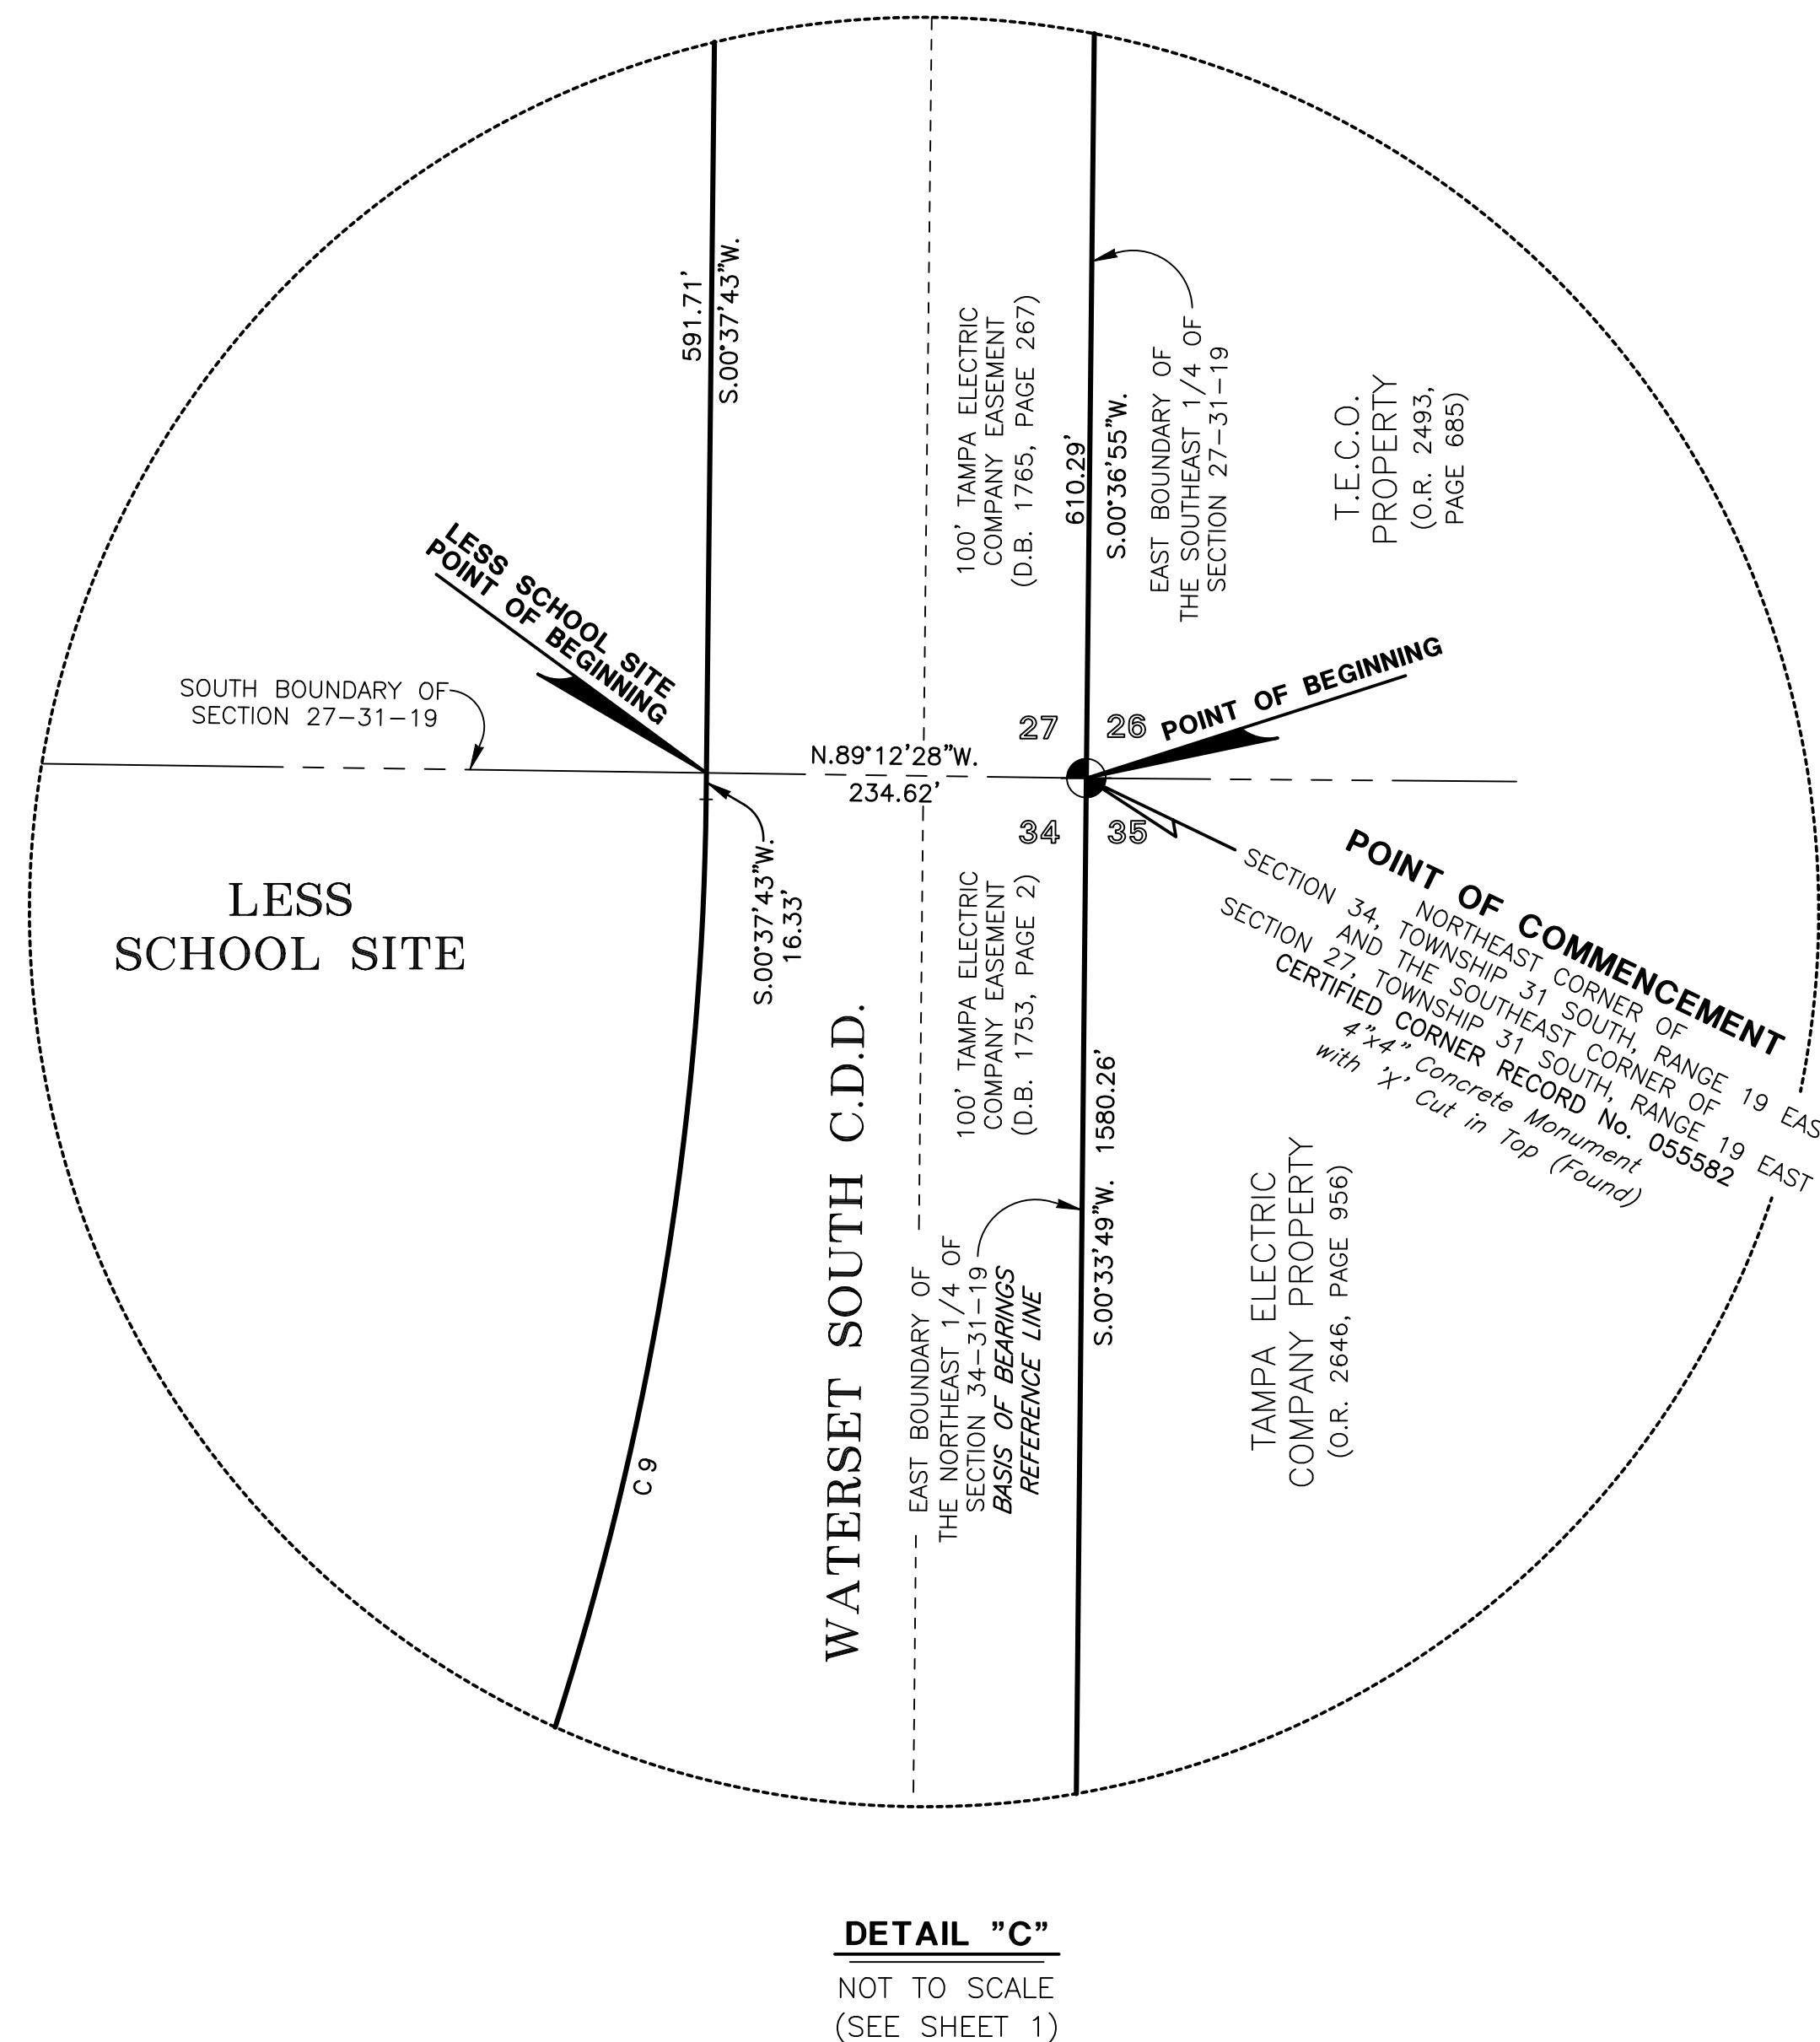 591.71'
S.00°37'43"W.
100' TAMPA ELECTRIC
COMPANY EASEMENT
(D.B. 1765, PAGE 267)
610.29'
S.00°36'55"W.
EAST BOUNDARY OF
THE SOUTHEAST 1/4 OF
SECTION 27-31-19
T.E.C.O.
PROPERTY
(O.R. 2493,
PAGE 685)
LESS SCHOOL SITE
POINT OF BEGINNING
SOUTH BOUNDARY OF
SECTION 27-31-19
N.89°12'28"W.
234.62'
27
26
34
35
POINT OF BEGINNING
POINT OF COMMENCEMENT
NORTHEAST CORNER OF
SECTION 34, TOWNSHIP 31 SOUTH, RANGE 19 EAS
AND THE SOUTHEAST CORNER OF
SECTION 27, TOWNSHIP 31 SOUTH, RANGE 19 EAST
CERTIFIED CORNER RECORD No. 055582
4"x4" Concrete Monument
with 'X' Cut in Top (Found)
LESS
SCHOOL SITE
S.00°37'43"W.
16.33'
100' TAMPA ELECTRIC
COMPANY EASEMENT
(D.B. 1753, PAGE 2)
WATERSET SOUTH C.D.D.
S.00°33'49"W. 1580.26'
EAST BOUNDARY OF
THE NORTHEAST 1/4 OF
SECTION 34-31-19
BASIS OF BEARINGS
REFERENCE LINE
TAMPA ELECTRIC
COMPANY PROPERTY
(O.R. 2646, PAGE 956)
C9
DETAIL "C"
NOT TO SCALE
(SEE SHEET 1)